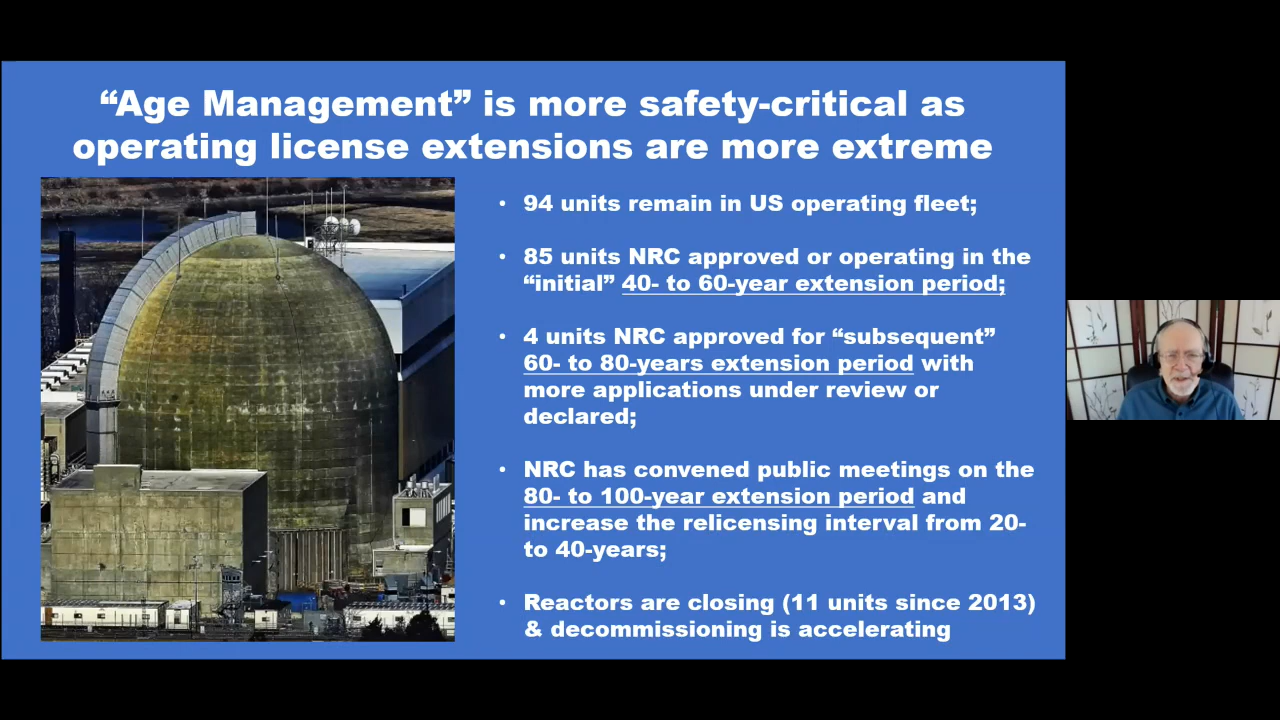 “Age Management” is more safety-critical as
operating license extensions are more extreme
• 94 units remain in US operating fleet;
• 85 units NRC approved or operating in the
“initial” 40- to 60-year extension period;
• 4 units NRC approved for “subsequent”
60- to 80-years extension period with
more applications under review or
declared;
• NRC has convened public meetings on the
80- to 100-year extension period and
increase the relicensing interval from 20-
to 40-years;
• Reactors are closing (11 units since 2013)
& decommissioning is accelerating